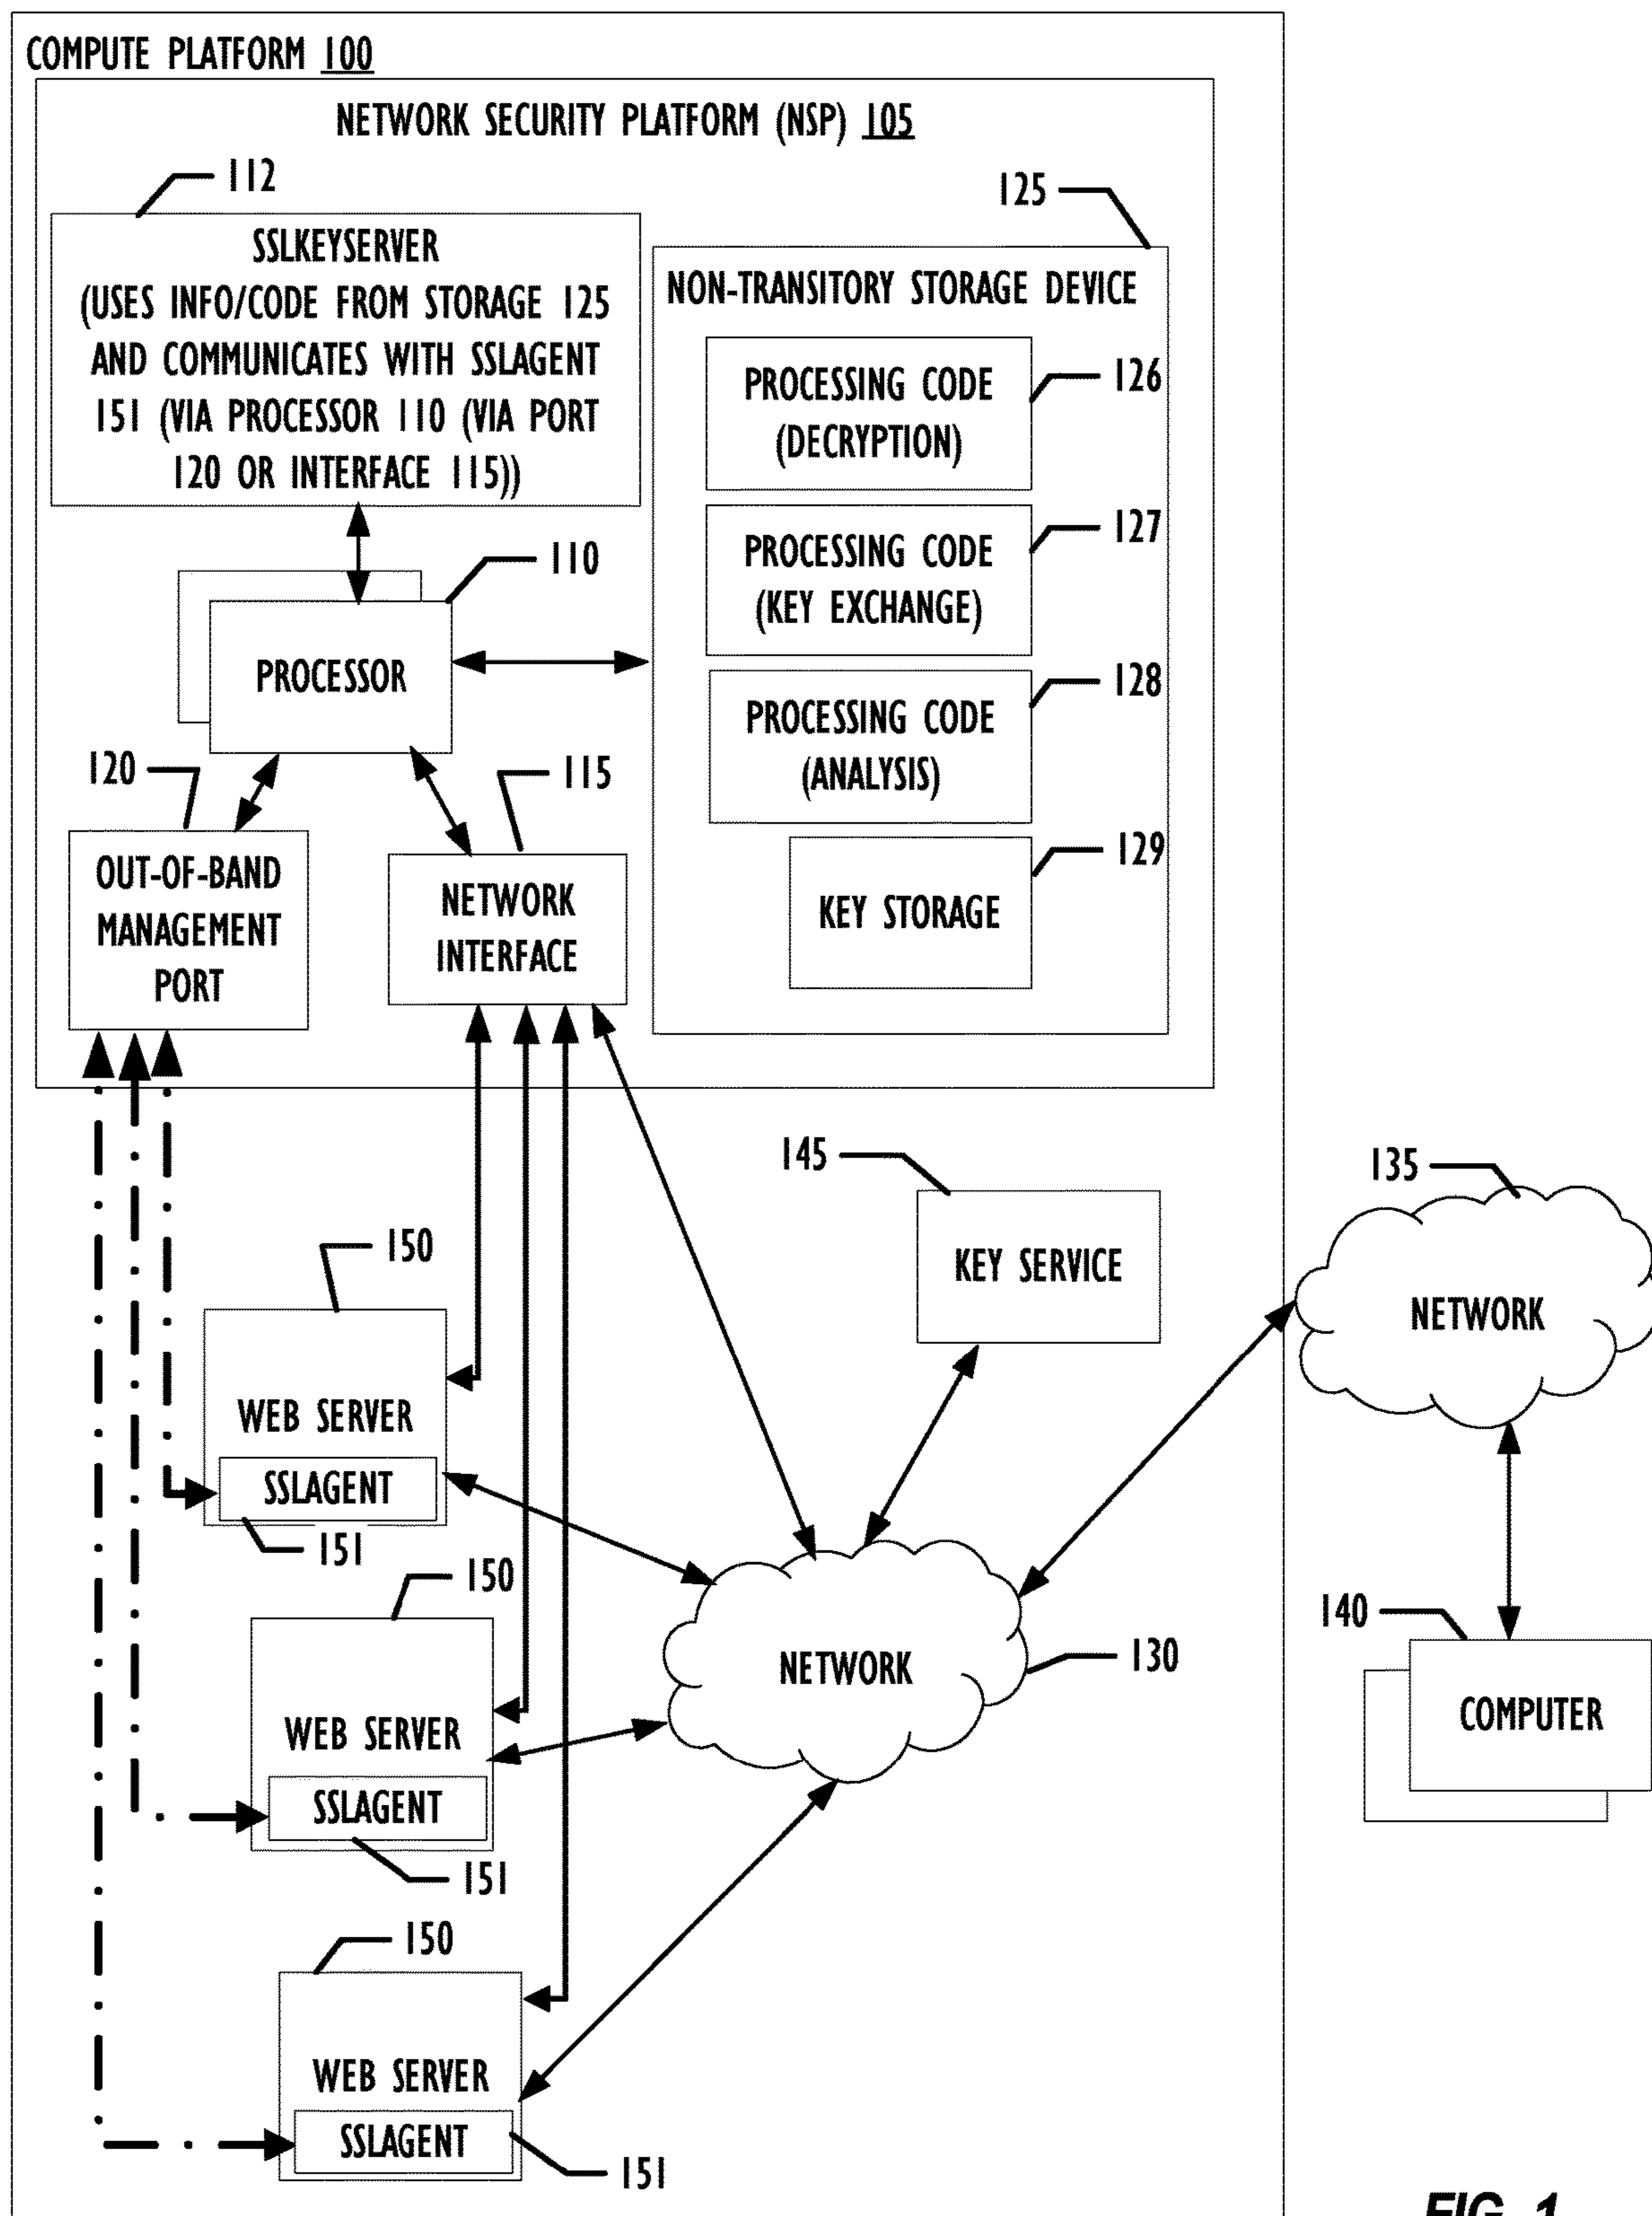 COMPUTE PLATFORM 100
NETWORK SECURITY PLATFORM (NSP) 105
112
125
SSLKEYSERVER
(USES INFO/CODE FROM STORAGE 125
AND COMMUNICATES WITH SSLAGENT
151 (VIA PROCESSOR 110 (VIA PORT
120 OR INTERFACE 115))
NON-TRANSITORY STORAGE DEVICE
PROCESSING CODE
(DECRYPTION)
126
PROCESSING CODE
(KEY EXCHANGE)
127
110
PROCESSOR
PROCESSING CODE
(ANALYSIS)
128
120
115
OUT-OF-BAND
MANAGEMENT
PORT
NETWORK
INTERFACE
KEY STORAGE
129
145
KEY SERVICE
135
NETWORK
150
WEB SERVER
SSLAGENT
151
150
WEB SERVER
SSLAGENT
151
NETWORK
130
140
COMPUTER
150
WEB SERVER
SSLAGENT
151
FIG. 1